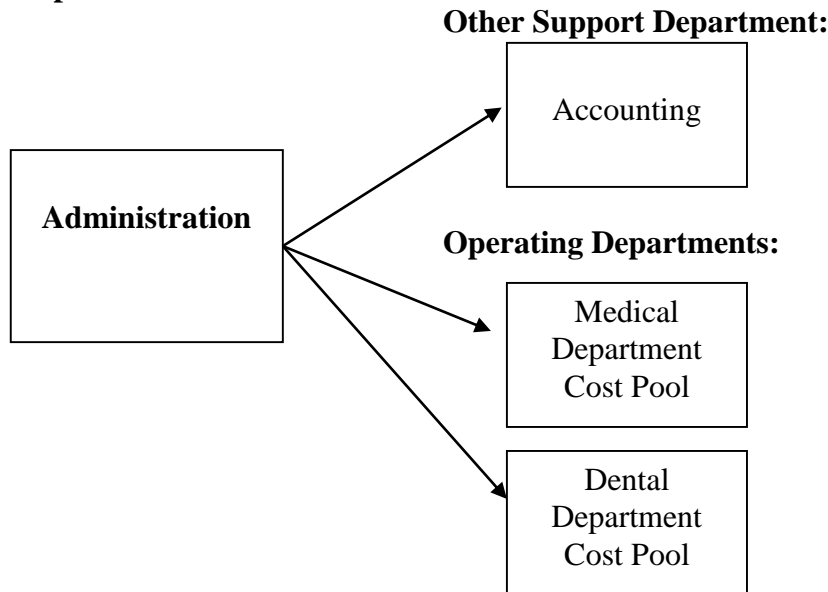 Other Support Department:
Accounting
Administration
Operating Departments:
Medical
Department
Cost Pool
Dental
Department
Cost Pool